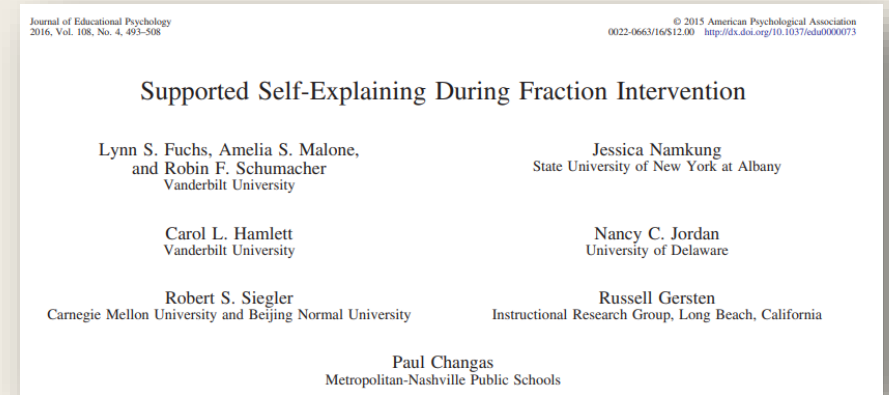 Journal of Educational Psychology
2016, Vol. 108, No. 4, 493–508
© 2015 American Psychological Association
0022-0663/16/$12.00 http://dx.doi.org/10.1037/edu0000073
Supported Self-Explaining During Fraction Intervention
Lynn S. Fuchs, Amelia S. Malone,
and Robin F. Schumacher
Vanderbilt University
Jessica Namkung
State University of New York at Albany
Carol L. Hamlett
Vanderbilt University
Nancy C. Jordan
University of Delaware
Robert S. Siegler
Carnegie Mellon University and Beijing Normal University
Russell Gersten
Instructional Research Group, Long Beach, California
Paul Changas
Metropolitan-Nashville Public Schools